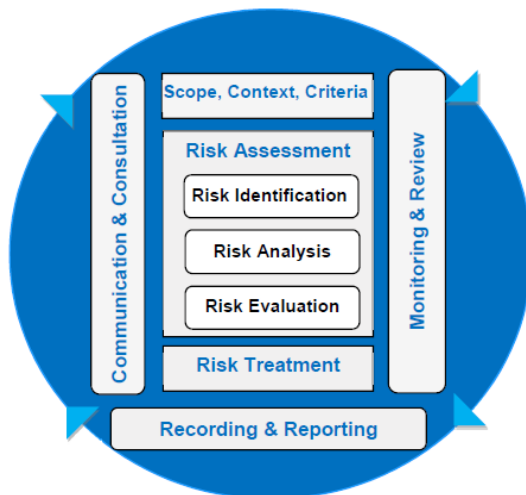 Communication & Consultation
Scope, Context, Criteria
Risk Assessment
Risk Identification
Risk Analysis
Risk Evaluation
Risk Treatment
Monitoring & Review
Recording & Reporting